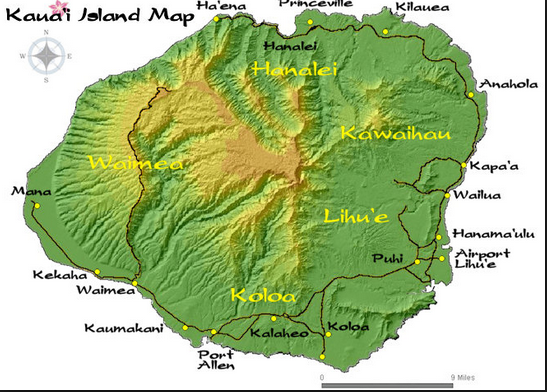 Kaua'i Island Map
Ha'ena
Princeville
Kilauea
N
W
E
S
Hanalei
Hanalei
Anahola
Kawaihau
Waimea
Kapa'a
Mana
Wailua
Lihu'e
Hanama'ulu
Puhi
Airport
Lihu'e
Kekaha
Waimea
Koloa
Kaumakani
Kalaheo
Koloa
Port
Allen
0
9 Miles